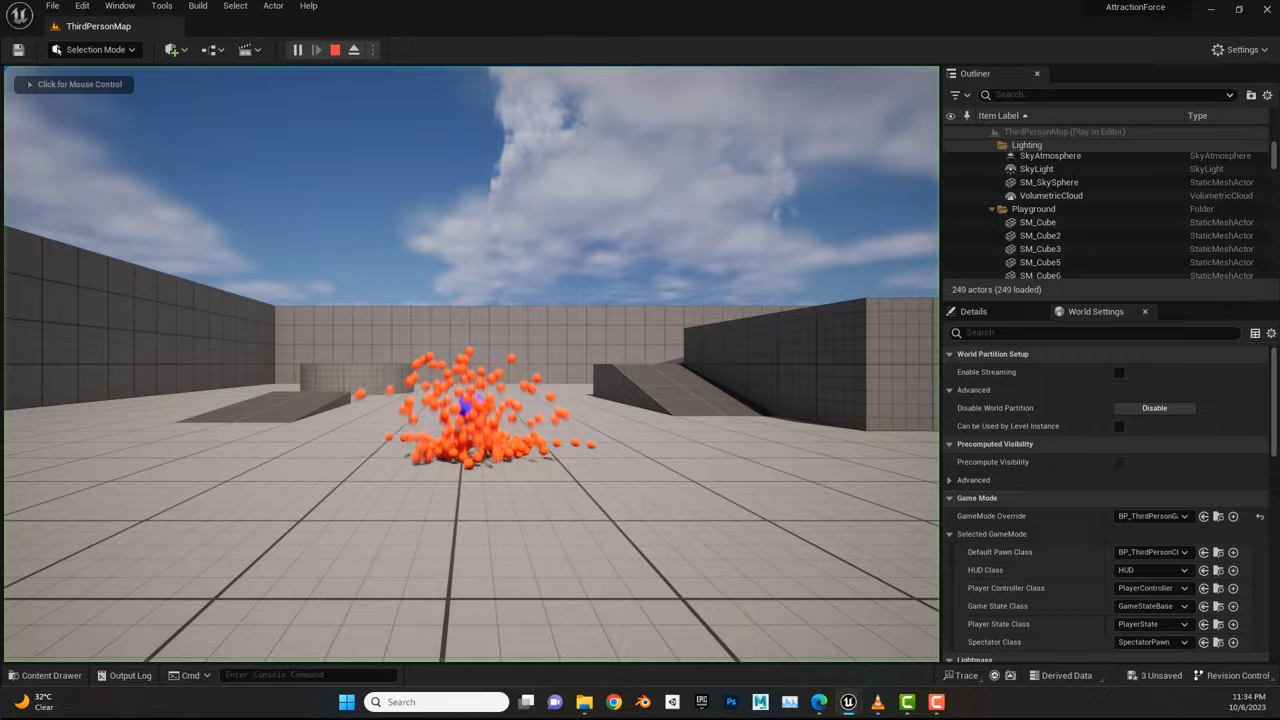 File Edit Window Tools Build Select Actor Help AttractionForce
ThirdPersonMap
Selection Mode Settings
Click for Mouse Control
Outliner
Search...
Item Label Type
ThirdPersonMap (Play In Editor)
Lighting
SkyAtmosphere SkyAtmosphere
SkyLight SkyLight
SM_SkySphere StaticMeshActor
VolumetricCloud VolumetricCloud
Playground Folder
SM_Cube StaticMeshActor
SM_Cube2 StaticMeshActor
SM_Cube3 StaticMeshActor
SM_Cube5 StaticMeshActor
SM_Cube6 StaticMeshActor
249 actors (249 loaded)
Details World Settings
Search
World Partition Setup
Enable Streaming
Advanced
Disable World Partition Disable
Can be Used by Level Instance
Precomputed Visibility
Precompute Visibility
Advanced
Game Mode
GameMode Override BP_ThirdPersonG
Selected GameMode
Default Pawn Class BP_ThirdPersonCl
HUD Class HUD
Player Controller Class PlayerController
Game State Class GameStateBase
Player State Class PlayerState
Spectator Class SpectatorPawn
Lightmass
Content Drawer Output Log Cmd Enter Console Command Trace Derived Data 3 Unsaved Revision Control
32°C
Clear
Search
EPIC
Ps
11:34 PM
10/6/2023